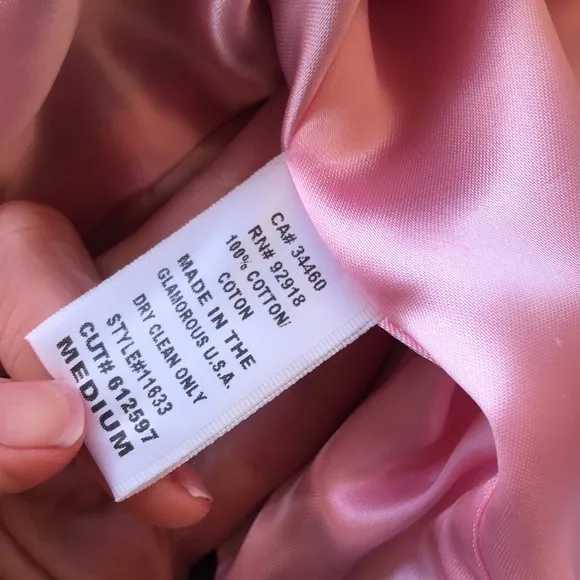 CA# 34460
RN# 92918
100% COTTON/
COTON
MADE IN THE
GLAMOROUS U.S.A.
DRY CLEAN ONLY
STYLE#11633
CUT# 612597
MEDIUM